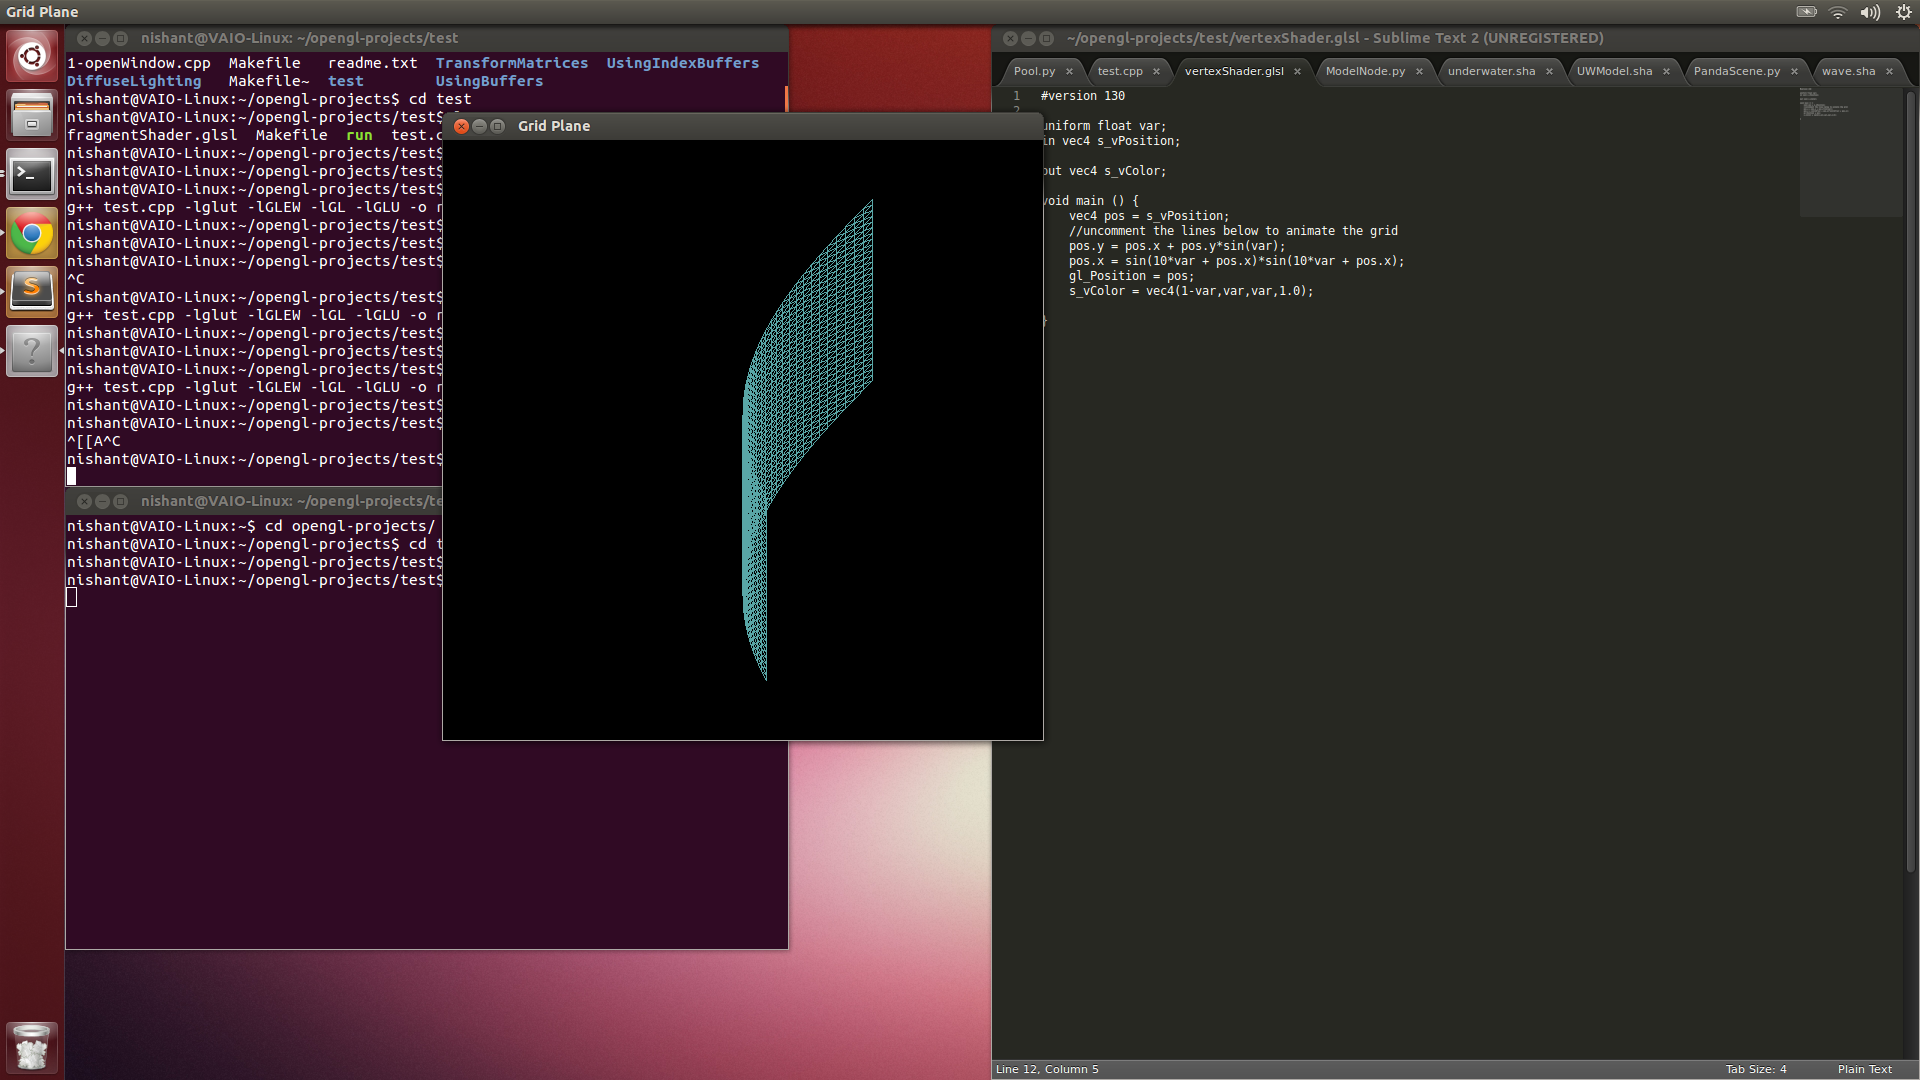 Grid Plane
nishant@VAIO-Linux: ~/opengl-projects/test
1-openWindow.cpp  Makefile   readme.txt  TransformMatrices  UsingIndexBuffers
DiffuseLighting   Makefile~  test        UsingBuffers
nishant@VAIO-Linux:~/opengl-projects$ cd test
nishant@VAIO-Linux:~/opengl-projects/test$
fragmentShader.glsl  Makefile  run  test.c
nishant@VAIO-Linux:~/opengl-projects/test$
nishant@VAIO-Linux:~/opengl-projects/test$
nishant@VAIO-Linux:~/opengl-projects/test$
g++ test.cpp -lglut -lGLEW -lGL -lGLU -o r
nishant@VAIO-Linux:~/opengl-projects/test$
nishant@VAIO-Linux:~/opengl-projects/test$
nishant@VAIO-Linux:~/opengl-projects/test$
^C
nishant@VAIO-Linux:~/opengl-projects/test$
g++ test.cpp -lglut -lGLEW -lGL -lGLU -o r
nishant@VAIO-Linux:~/opengl-projects/test$
nishant@VAIO-Linux:~/opengl-projects/test$
nishant@VAIO-Linux:~/opengl-projects/test$
g++ test.cpp -lglut -lGLEW -lGL -lGLU -o r
nishant@VAIO-Linux:~/opengl-projects/test$
nishant@VAIO-Linux:~/opengl-projects/test$
^[[A^C
nishant@VAIO-Linux:~/opengl-projects/test$
nishant@VAIO-Linux: ~/opengl-projects/te
nishant@VAIO-Linux:~$ cd opengl-projects/
nishant@VAIO-Linux:~/opengl-projects$ cd t
nishant@VAIO-Linux:~/opengl-projects/test$
nishant@VAIO-Linux:~/opengl-projects/test$
Grid Plane
~/opengl-projects/test/vertexShader.glsl - Sublime Text 2 (UNREGISTERED)
Pool.py × test.cpp × vertexShader.glsl × ModelNode.py × underwater.sha × UWModel.sha × PandaScene.py × wave.sha ×
1 #version 130
2
uniform float var;
in vec4 s_vPosition;
out vec4 s_vColor;
void main () {
vec4 pos = s_vPosition;
//uncomment the lines below to animate the grid
pos.y = pos.x + pos.y*sin(var);
pos.x = sin(10*var + pos.x)*sin(10*var + pos.x);
gl_Position = pos;
s_vColor = vec4(1-var,var,var,1.0);
}
Line 12, Column 5
Tab Size: 4
Plain Text